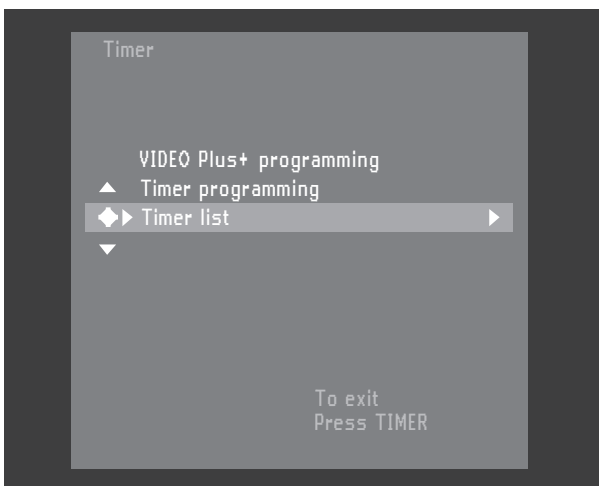 Timer
VIDEO Plus+ programming
Timer programming
Timer list
To exit
Press TIMER